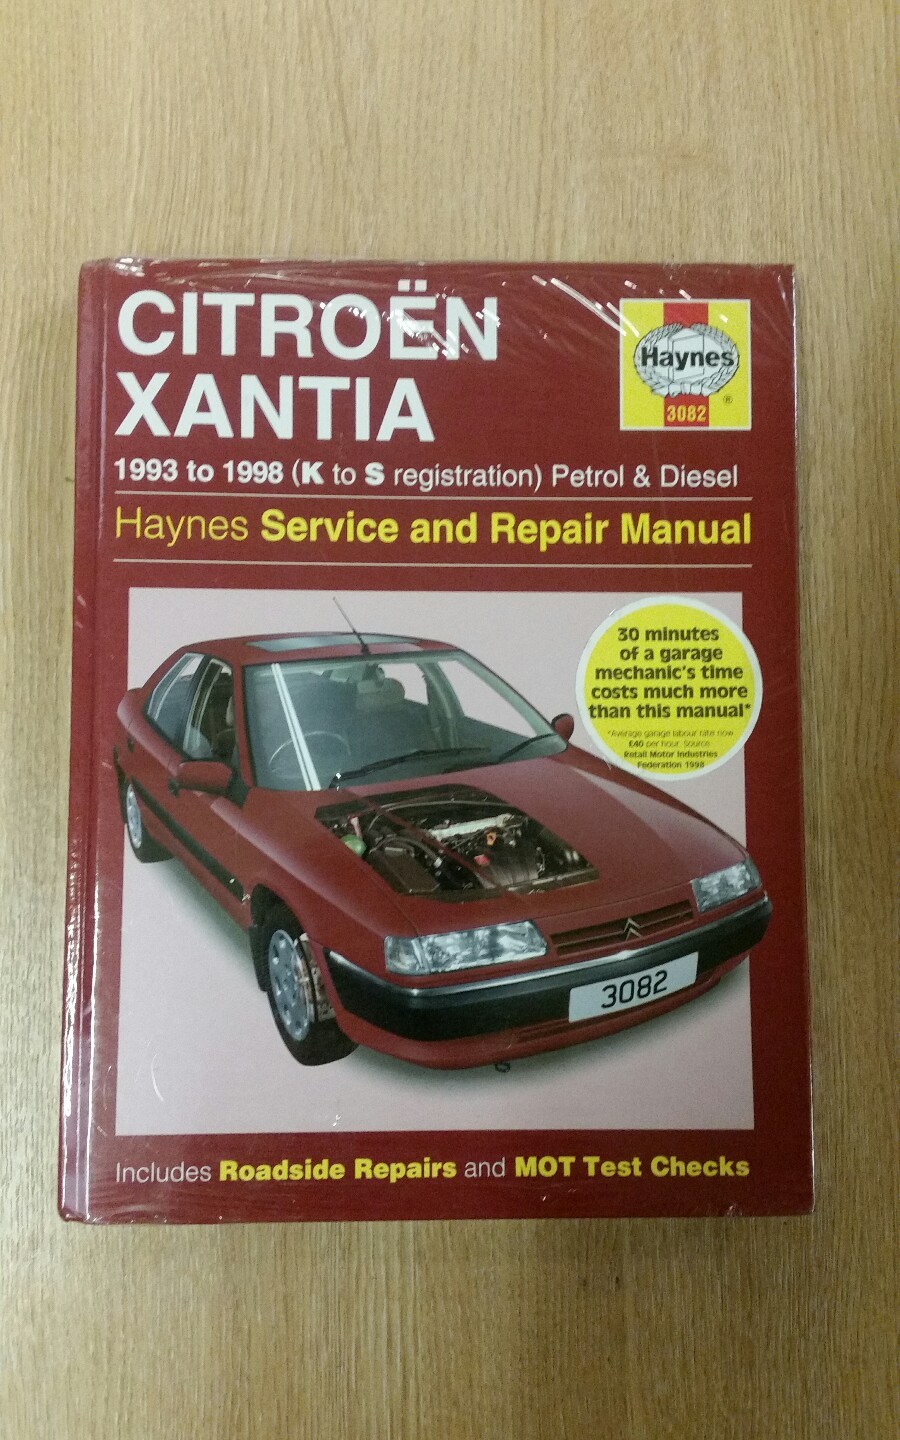 CITROËN
XANTIA
Haynes
3082
®
1993 to 1998 (K to S registration) Petrol & Diesel
Haynes Service and Repair Manual
30 minutes
of a garage
mechanic's time
costs much more
than this manual*
*Average garage labour rate now
£40 per hour. Source
Retail Motor Industries
Federation 1998
3082
Includes Roadside Repairs and MOT Test Checks